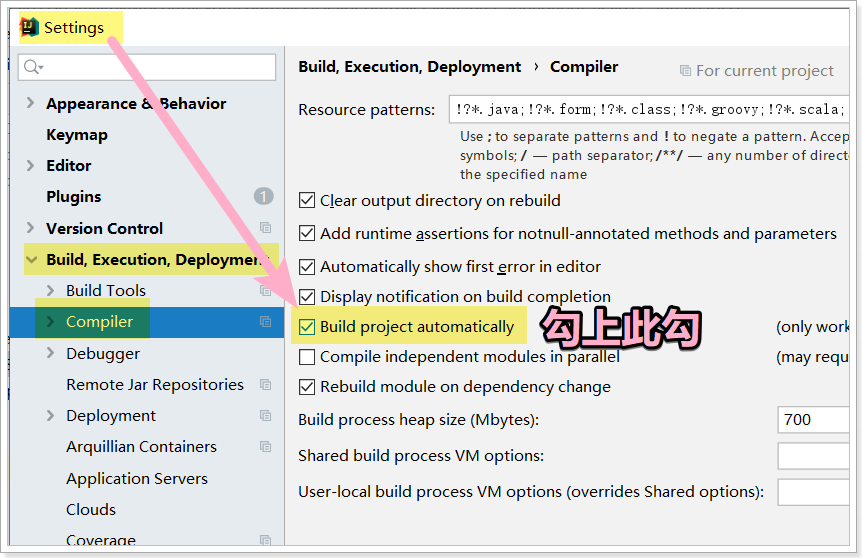 Settings
Build, Execution, Deployment › Compiler
For current project
Appearance & Behavior
Keymap
Editor
Plugins
1
Version Control
Build, Execution, Deployment
Build Tools
Compiler
Debugger
Remote Jar Repositories
Deployment
Arquillian Containers
Application Servers
Clouds
Coverage
Resource patterns: !?*.java;!?*.form;!?*.class;!?*.groovy;!?*.scala;
Use ; to separate patterns and ! to negate a pattern. Accep
symbols; / — path separator; /**/ — any number of direct
the specified name
Clear output directory on rebuild
Add runtime assertions for notnull-annotated methods and parameters
Automatically show first error in editor
Display notification on build completion
Build project automatically 勾上此勾 (only work
Compile independent modules in parallel (may requ
Rebuild module on dependency change
Build process heap size (Mbytes): 700
Shared build process VM options:
User-local build process VM options (overrides Shared options):